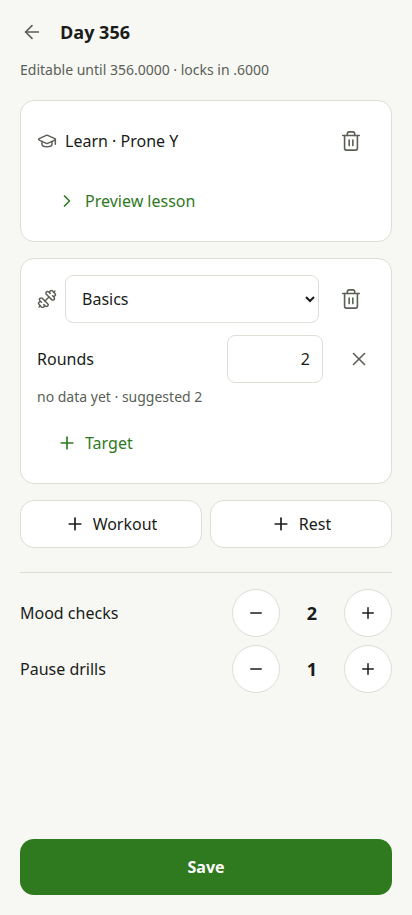 Day 356
Editable until 356.0000 · locks in .6000
Learn · Prone Y
Preview lesson
Basics
Rounds 2
no data yet · suggested 2
Target
Workout Rest
Mood checks 2
Pause drills 1
Save